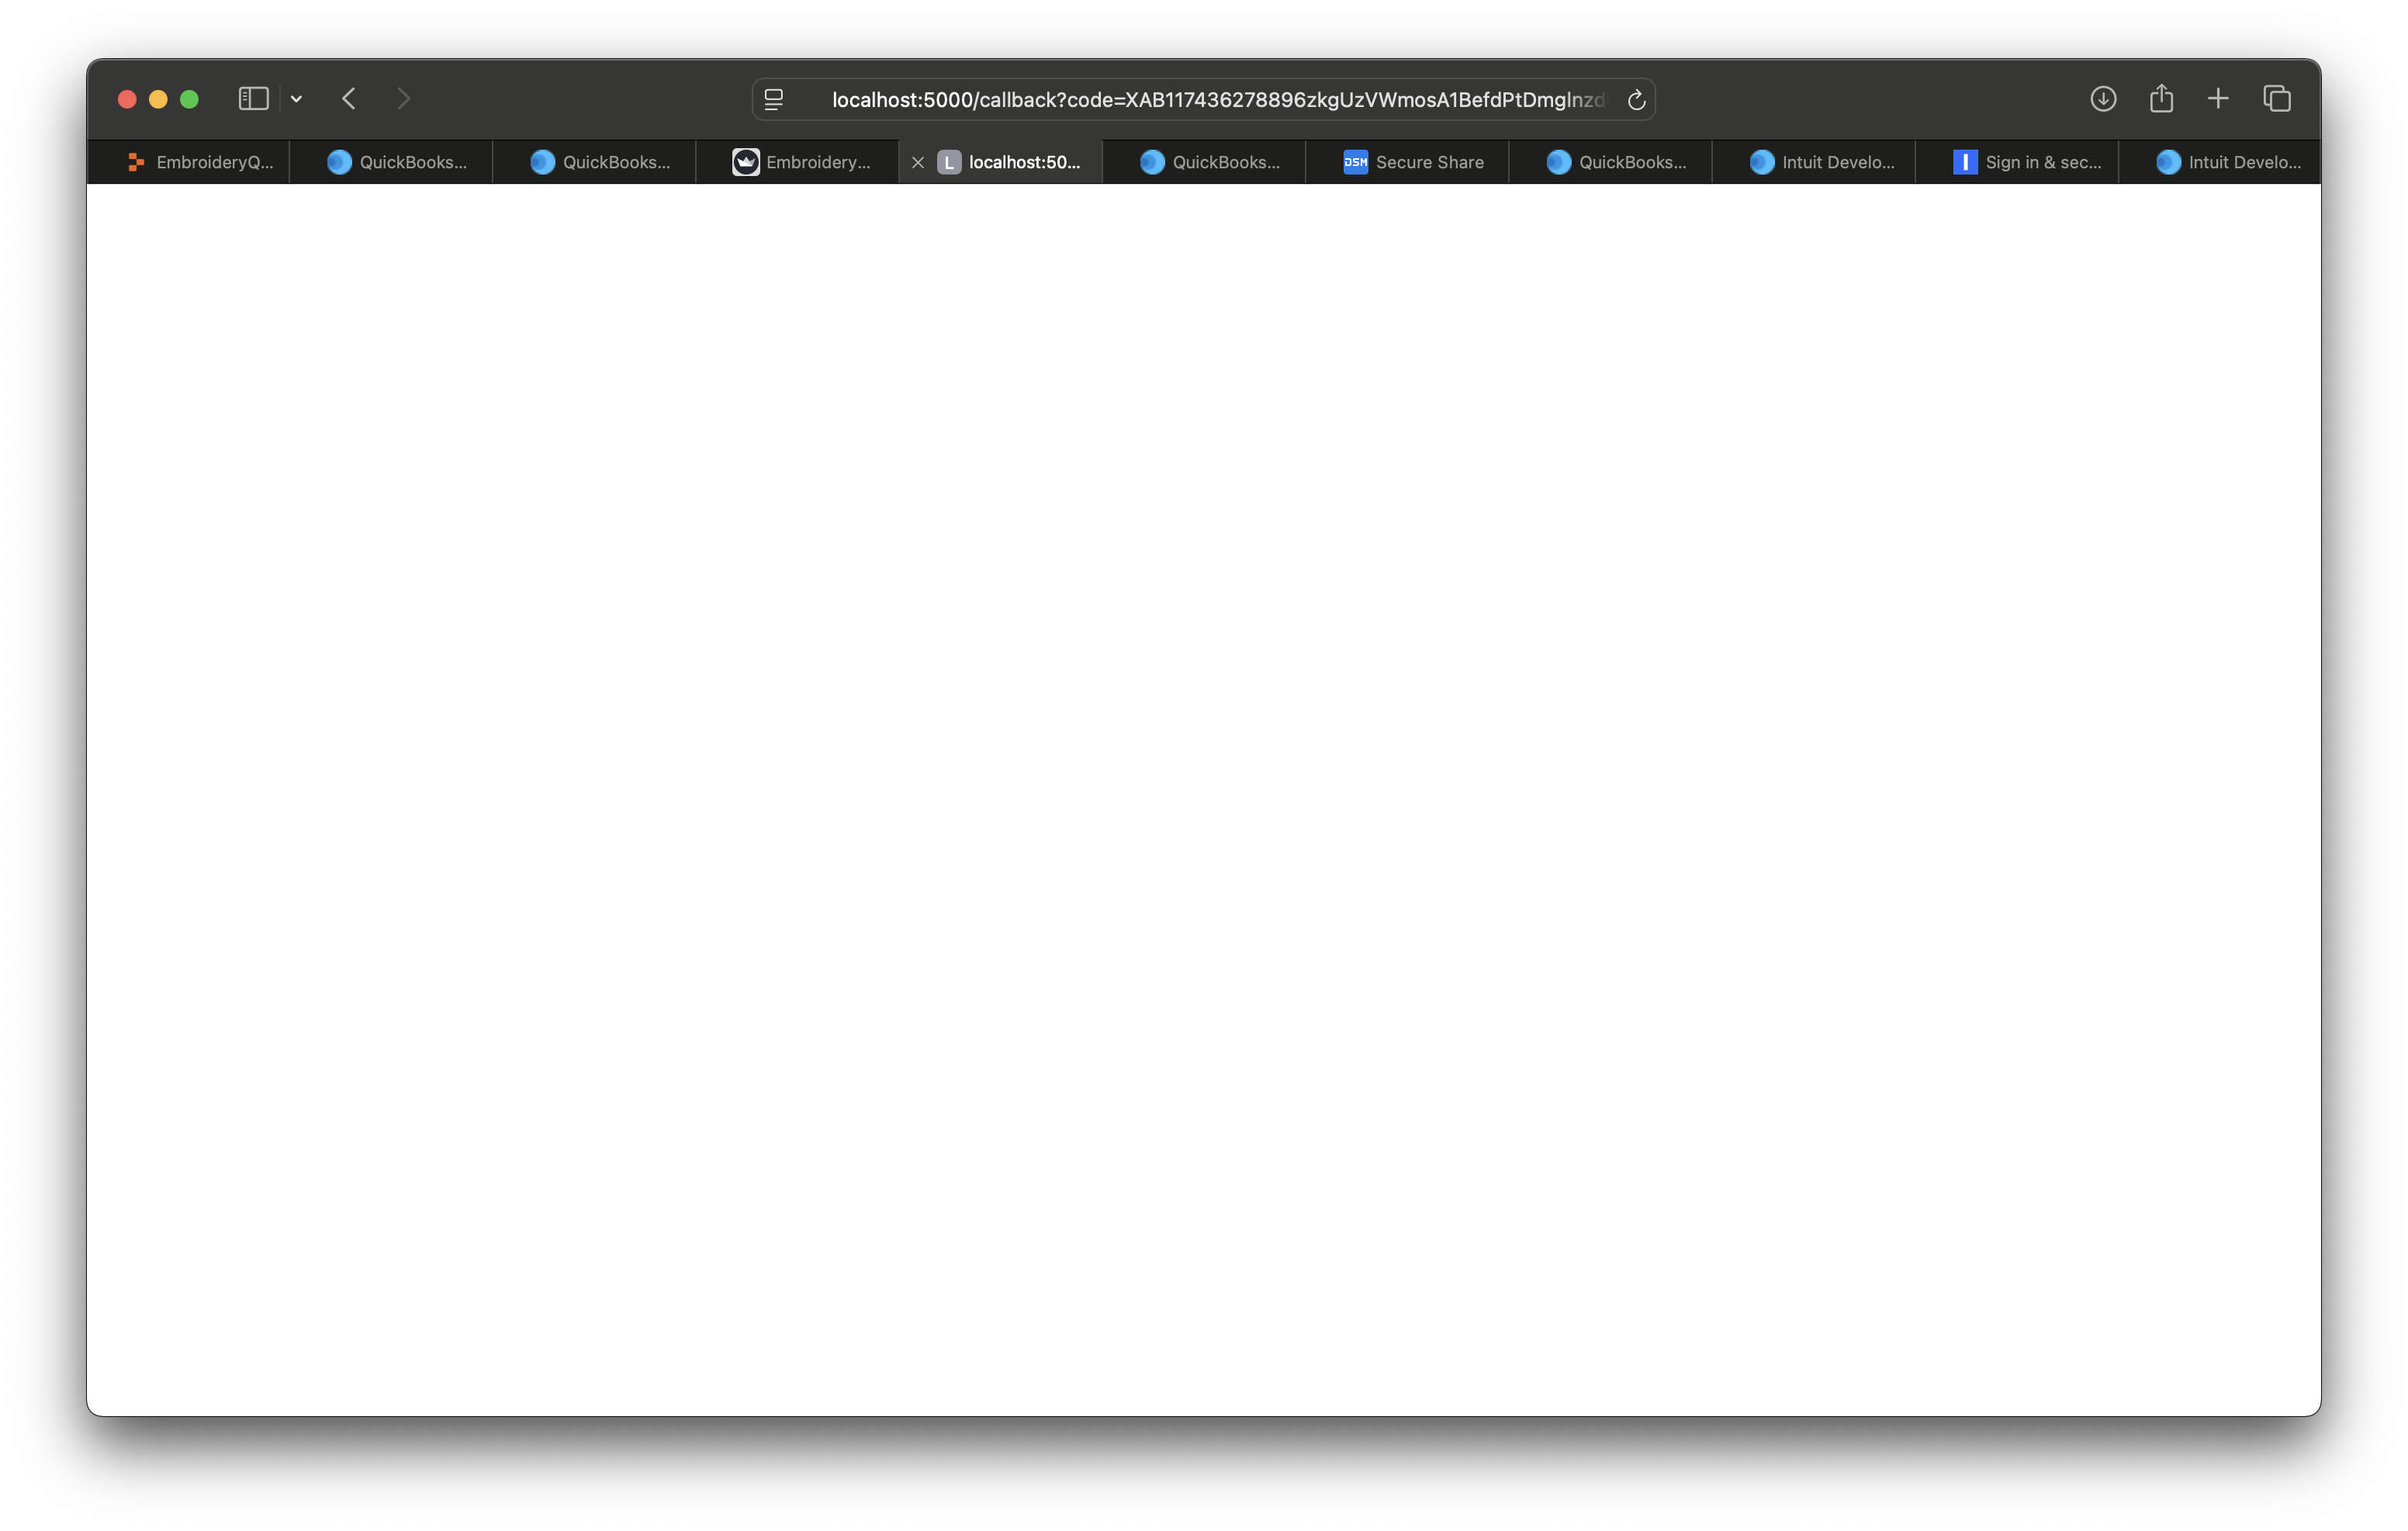 localhost:5000/callback?code=XAB117436278896zkgUzVWmosA1BefdPtDmglnzd
EmbroideryQ...
QuickBooks...
QuickBooks...
Embroidery...
L
localhost:50...
QuickBooks...
DSM
Secure Share
QuickBooks...
Intuit Develo...
Sign in & sec...
Intuit Develo...